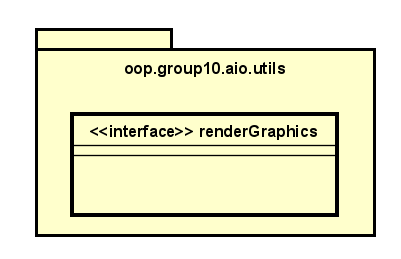 oop.group10.aio.utils
<<interface>> renderGraphics